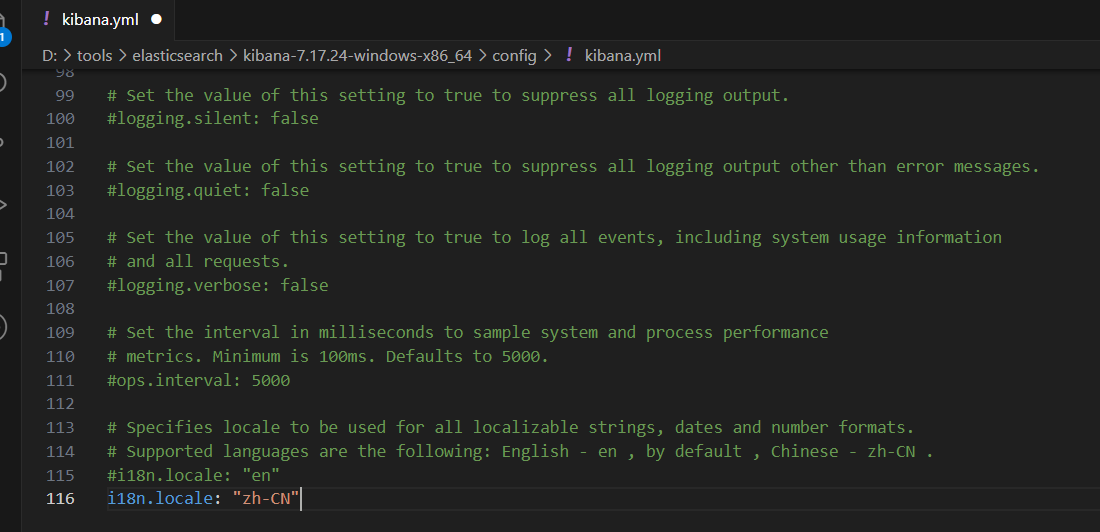 ! kibana.yml ●
1
D: > tools > elasticsearch > kibana-7.17.24-windows-x86_64 > config > ! kibana.yml
98
99 # Set the value of this setting to true to suppress all logging output.
100 #logging.silent: false
101
102 # Set the value of this setting to true to suppress all logging output other than error messages.
103 #logging.quiet: false
104
105 # Set the value of this setting to true to log all events, including system usage information
106 # and all requests.
107 #logging.verbose: false
108
109 # Set the interval in milliseconds to sample system and process performance
110 # metrics. Minimum is 100ms. Defaults to 5000.
111 #ops.interval: 5000
112
113 # Specifies locale to be used for all localizable strings, dates and number formats.
114 # Supported languages are the following: English - en , by default , Chinese - zh-CN .
115 #i18n.locale: "en"
116 i18n.locale: "zh-CN"